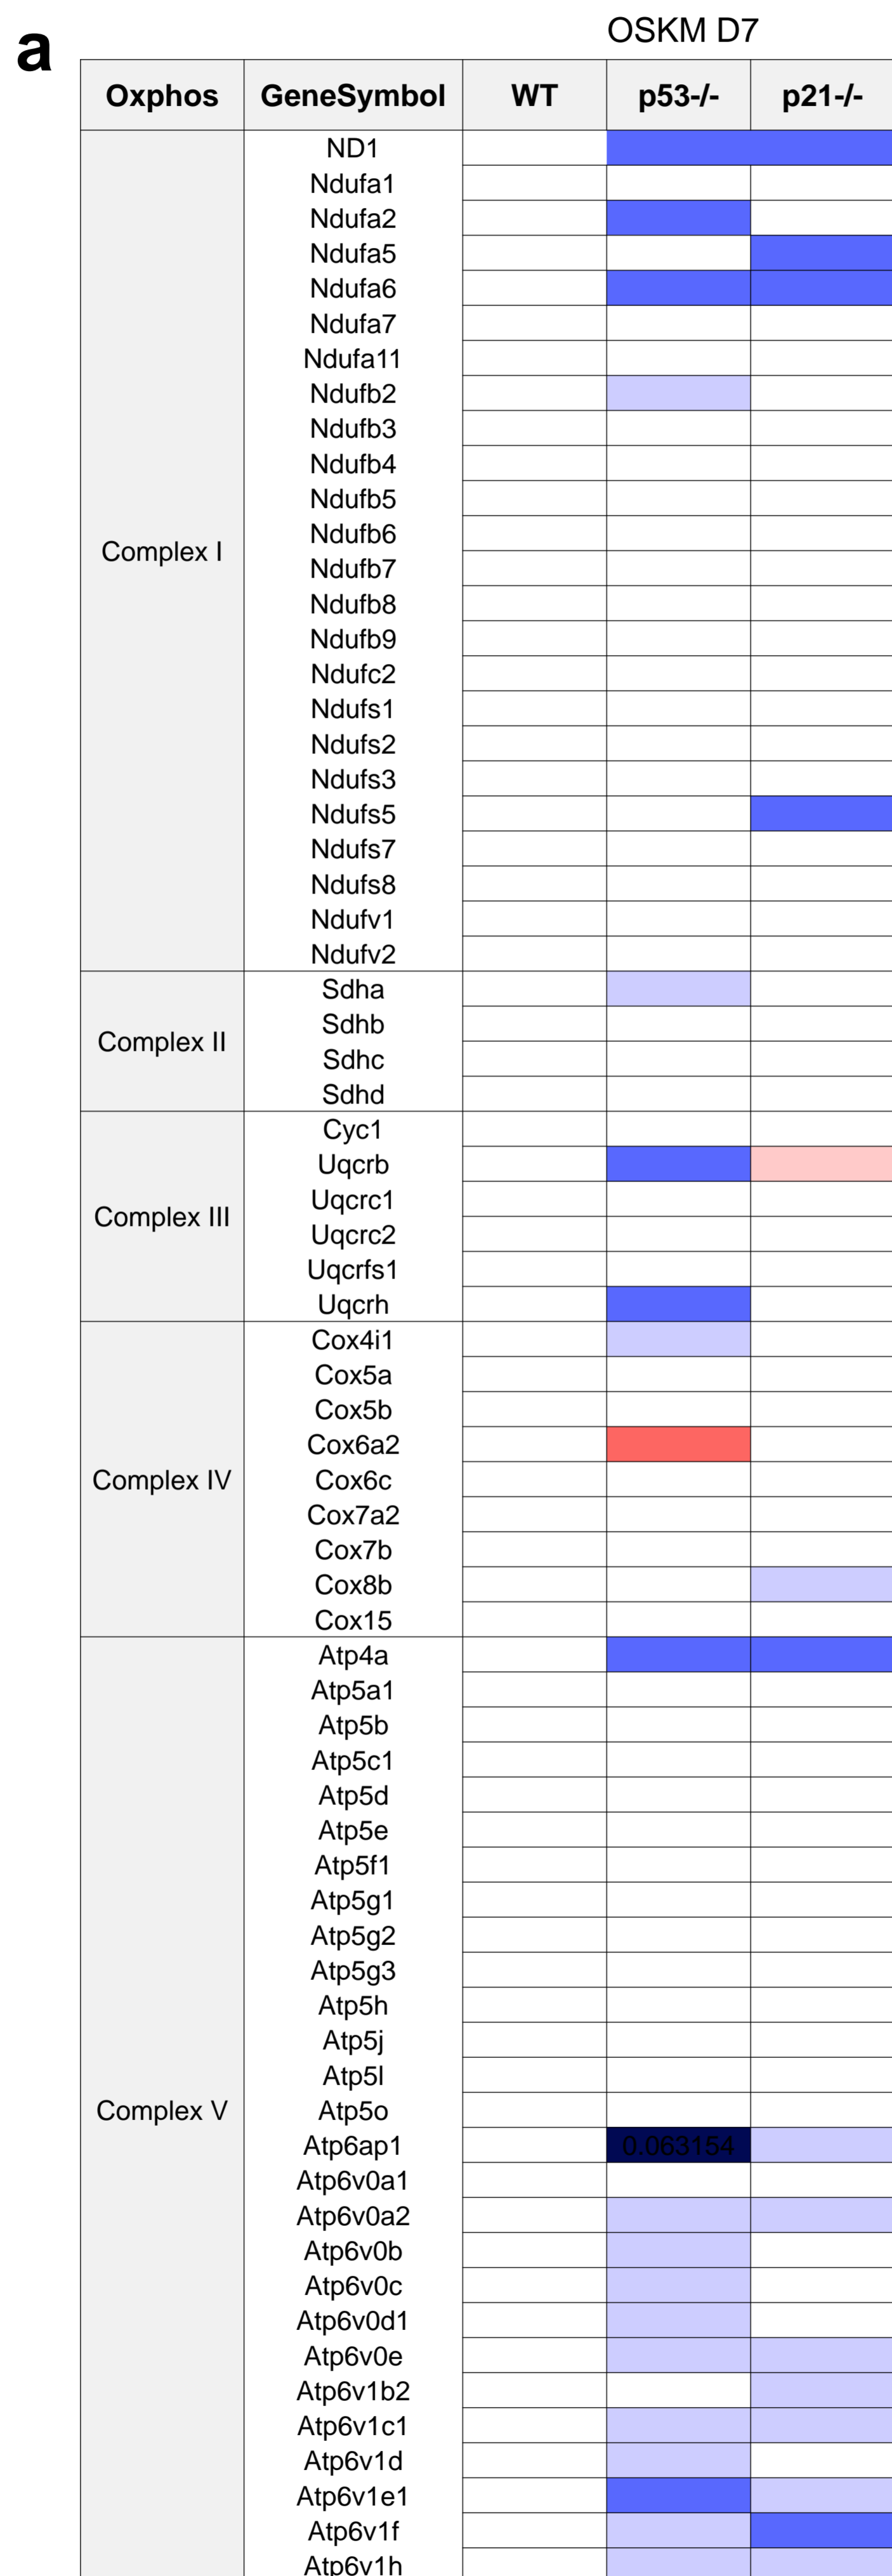 a
OSKM D7
Oxphos GeneSymbol WT p53-/- p21-/-
ND1
Ndufa1
Ndufa2
Ndufa5
Ndufa6
Ndufa7
Ndufa11
Ndufb2
Ndufb3
Ndufb4
Ndufb5
Ndufb6
Complex I
Ndufb7
Ndufb8
Ndufb9
Ndufc2
Ndufs1
Ndufs2
Ndufs3
Ndufs5
Ndufs7
Ndufs8
Ndufv1
Ndufv2
Sdha
Sdhb
Complex II
Sdhc
Sdhd
Cyc1
Uqcrb
Uqcrc1
Complex III
Uqcrc2
Uqcrfs1
Uqcrh
Cox4i1
Cox5a
Cox5b
Cox6a2
Complex IV Cox6c
Cox7a2
Cox7b
Cox8b
Cox15
Atp4a
Atp5a1
Atp5b
Atp5c1
Atp5d
Atp5e
Atp5f1
Atp5g1
Atp5g2
Atp5g3
Atp5h
Atp5j
Atp5l
Complex V Atp5o
Atp6ap1 0.063154
Atp6v0a1
Atp6v0a2
Atp6v0b
Atp6v0c
Atp6v0d1
Atp6v0e
Atp6v1b2
Atp6v1c1
Atp6v1d
Atp6v1e1
Atp6v1f
Atp6v1h